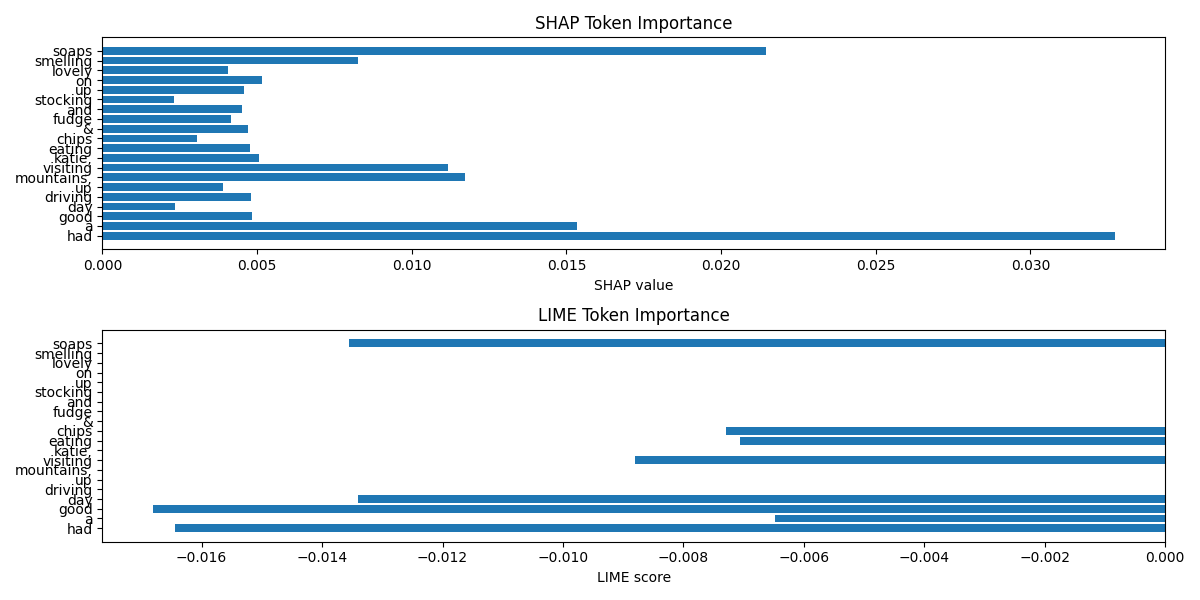 SHAP Token Importance
soaps
smelling
lovely
on
up
stocking
and
fudge
&
chips
eating
katie,
visiting
mountains,
up
driving
day
good
a
had
0.000 0.005 0.010 0.015 0.020 0.025 0.030
SHAP value
LIME Token Importance
soaps
smelling
lovely
on
up
stocking
and
fudge
&
chips
eating
katie,
visiting
mountains,
up
driving
day
good
a
had
−0.016 −0.014 −0.012 −0.010 −0.008 −0.006 −0.004 −0.002 0.000
LIME score